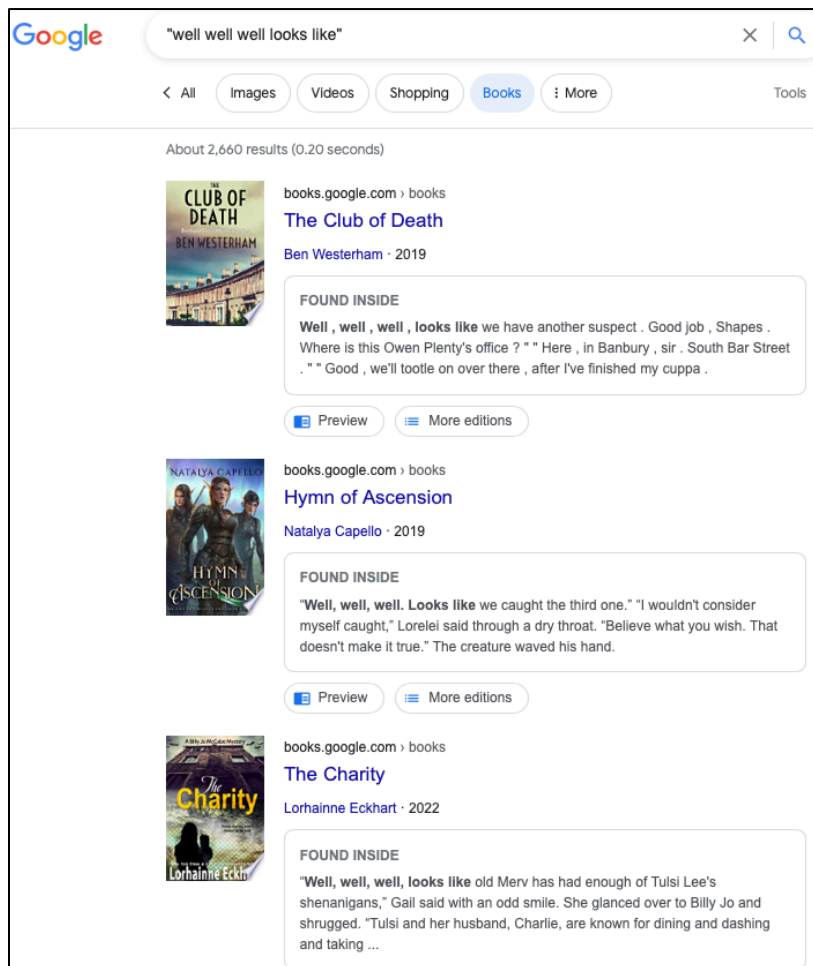 Google
"well well well looks like"
All Images Videos Shopping Books More Tools
About 2,660 results (0.20 seconds)
THE
CLUB OF
DEATH
BEN WESTERHAM
books.google.com › books
The Club of Death
Ben Westerham · 2019
FOUND INSIDE
Well , well , well , looks like we have another suspect . Good job , Shapes .
Where is this Owen Plenty's office ? " " Here , in Banbury , sir . South Bar Street
. " " Good , we'll tootle on over there , after I've finished my cuppa .
Preview More editions
NATALYA CAPELLO
HYMN
OF
ASCENSION
books.google.com › books
Hymn of Ascension
Natalya Capello · 2019
FOUND INSIDE
“Well, well, well. Looks like we caught the third one.” “I wouldn't consider
myself caught,” Lorelei said through a dry throat. “Believe what you wish. That
doesn't make it true.” The creature waved his hand.
Preview More editions
A Billy Jo McCabe Mystery
The
Charity
Lorhainne Eckh
books.google.com › books
The Charity
Lorhainne Eckhart · 2022
FOUND INSIDE
“Well, well, well, looks like old Merv has had enough of Tulsi Lee's
shenanigans,” Gail said with an odd smile. She glanced over to Billy Jo and
shrugged. “Tulsi and her husband, Charlie, are known for dining and dashing
and taking ...